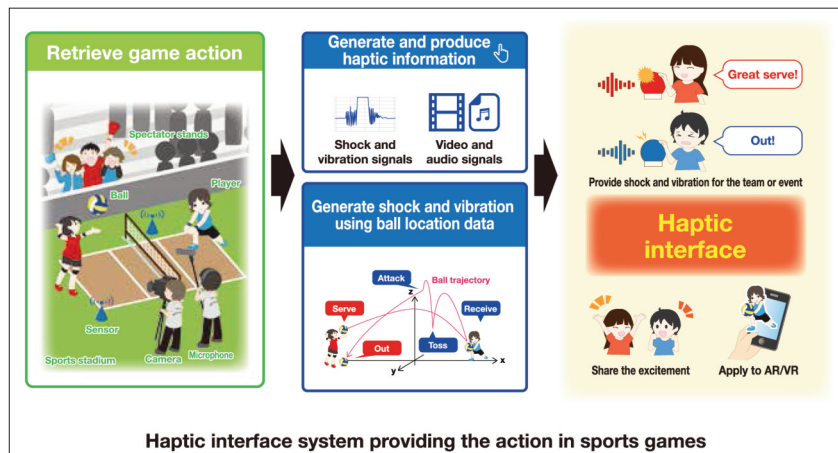 Retrieve game action
Spectator stands
Player
Ball
Sensor
Sports stadium
Camera
Microphone
Generate and produce
haptic information
Shock and
vibration signals
Video and
audio signals
Generate shock and vibration
using ball location data
Attack
Ball trajectory
z
Serve
Receive
Out
Toss
x
y
Great serve!
Out!
Provide shock and vibration for the team or event
Haptic
interface
Share the excitement
Apply to AR/VR
Haptic interface system providing the action in sports games